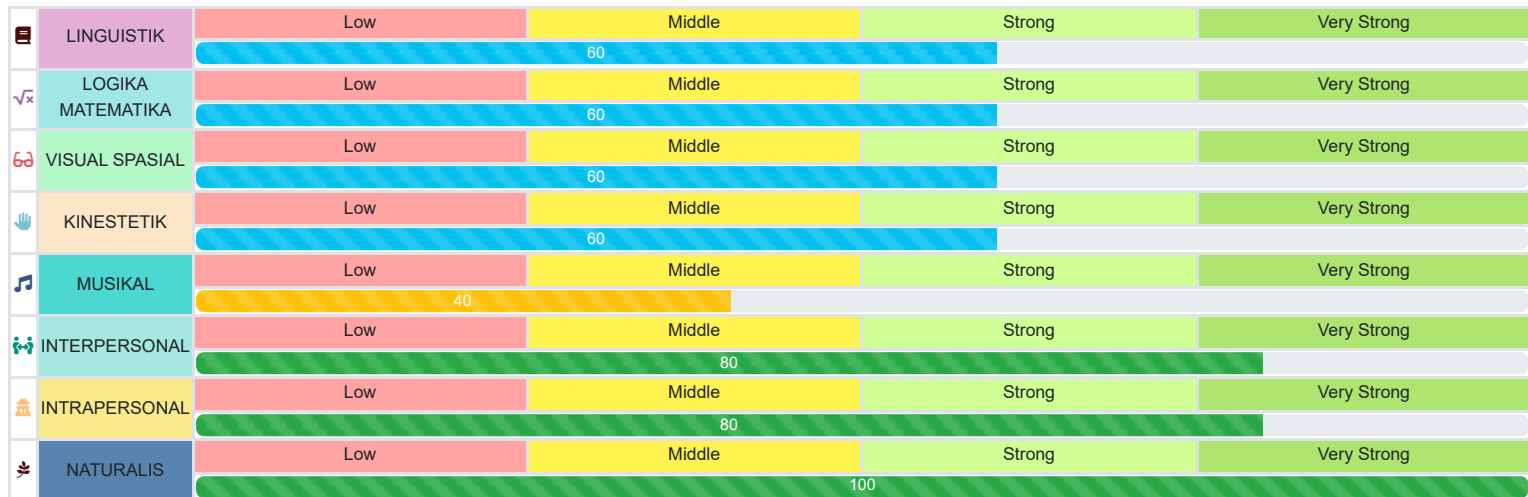 Low Middle Strong Very Strong
LINGUISTIK
60
Low Middle Strong Very Strong
LOGIKA
MATEMATIKA
60
Low Middle Strong Very Strong
VISUAL SPASIAL
60
Low Middle Strong Very Strong
KINESTETIK
60
Low Middle Strong Very Strong
MUSIKAL
40
Low Middle Strong Very Strong
INTERPERSONAL
80
Low Middle Strong Very Strong
INTRAPERSONAL
80
Low Middle Strong Very Strong
NATURALIS
100